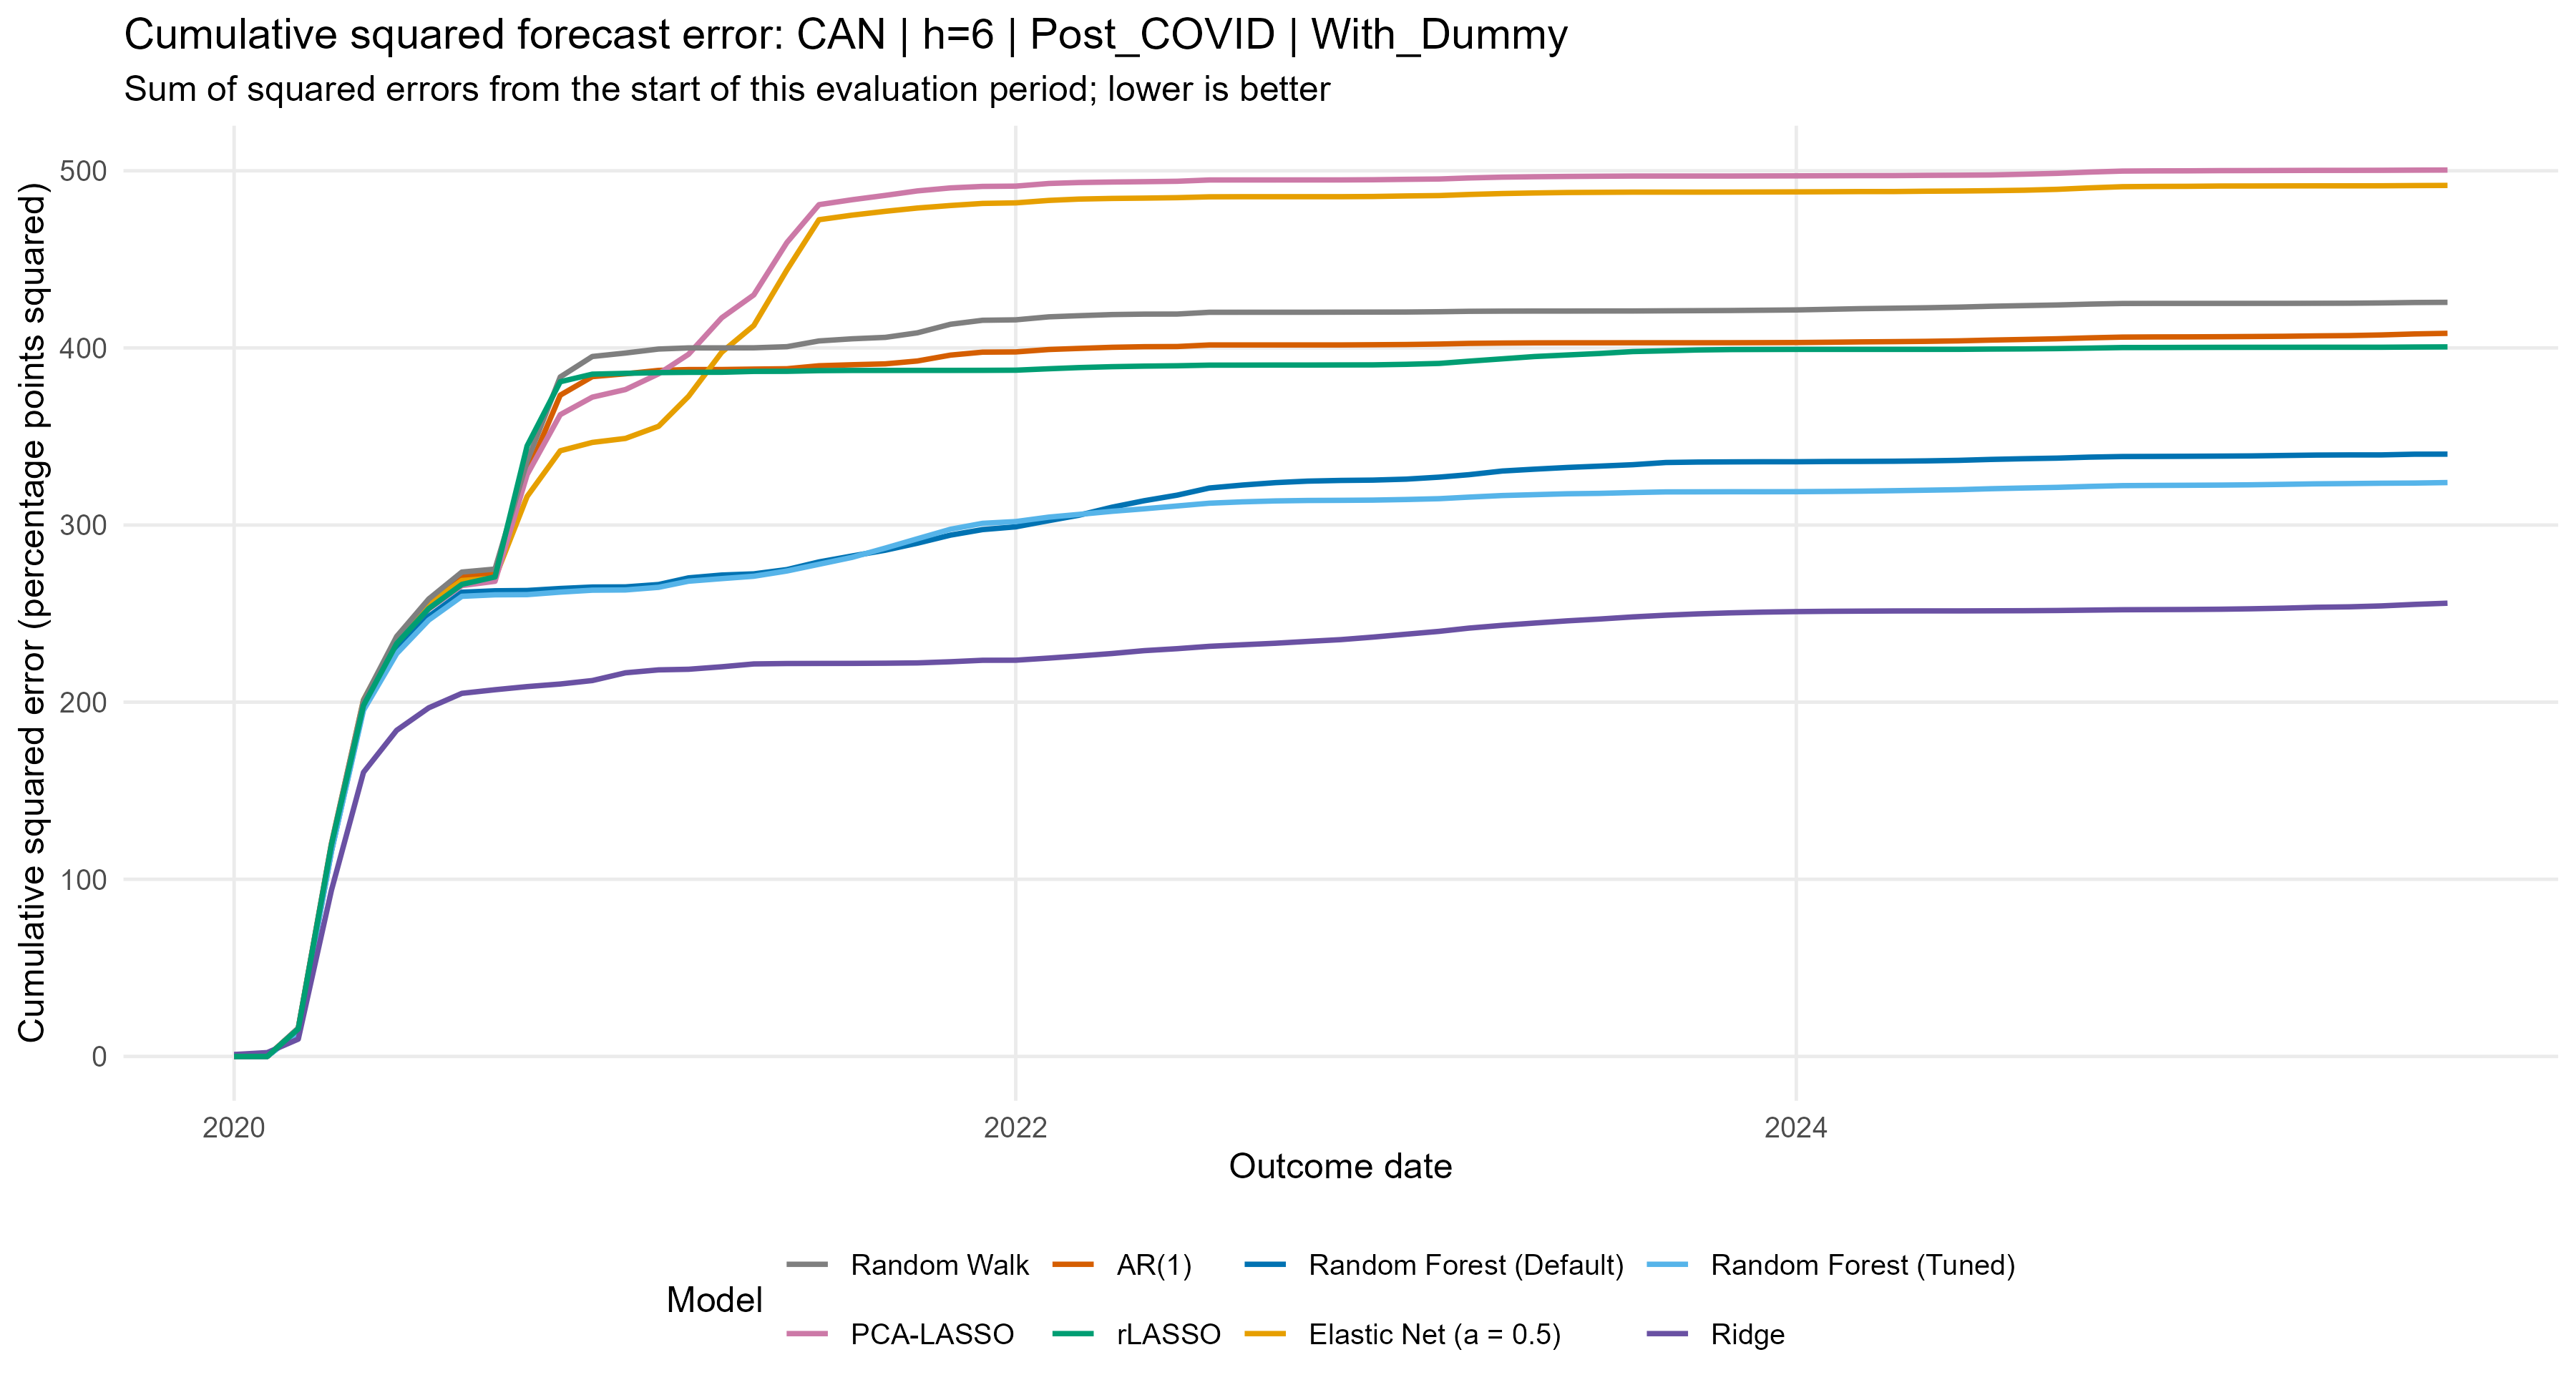 Cumulative squared forecast error: CAN | h=6 | Post_COVID | With_Dummy
Sum of squared errors from the start of this evaluation period; lower is better
Cumulative squared error (percentage points squared)
500
400
300
200
100
0
2020
2022
2024
Outcome date
Model
Random Walk
AR(1)
Random Forest (Default)
Random Forest (Tuned)
PCA-LASSO
rLASSO
Elastic Net (a = 0.5)
Ridge